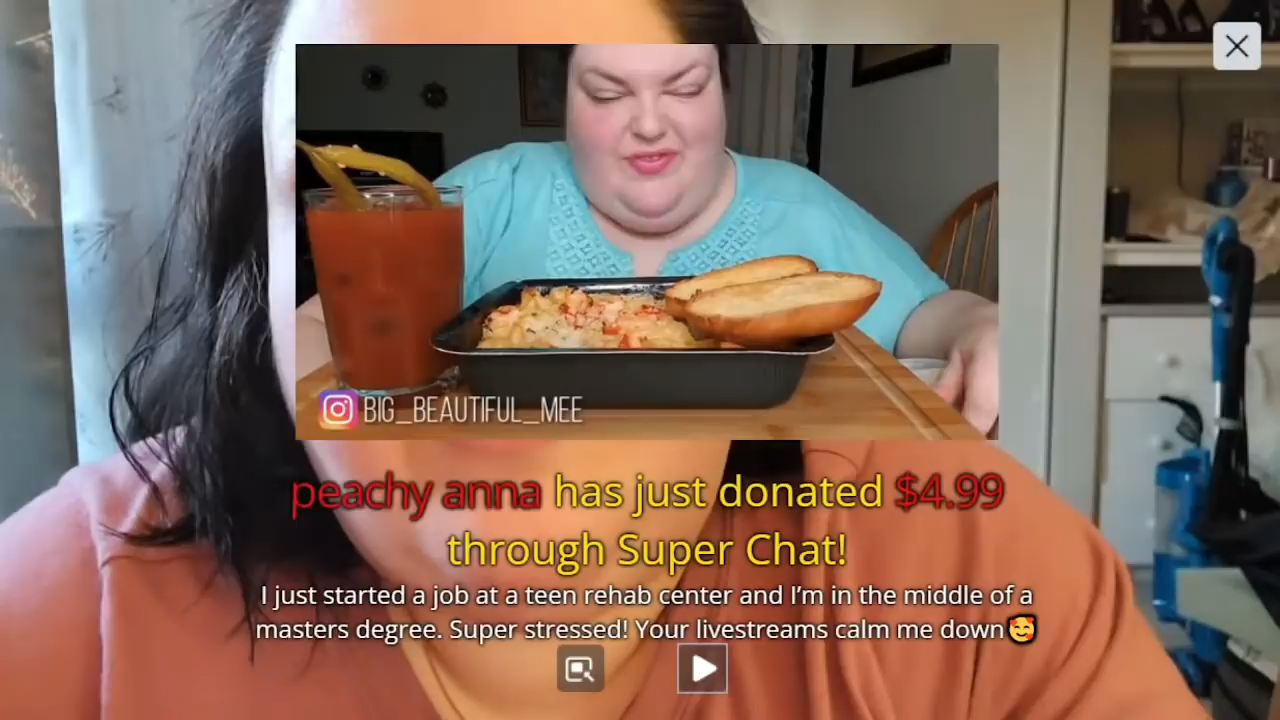 BIG_BEAUTIFUL_MEE
peachy anna has just donated $4.99
through Super Chat!
I just started a job at a teen rehab center and I'm in the middle of a
masters degree. Super stressed! Your livestreams calm me down🥰